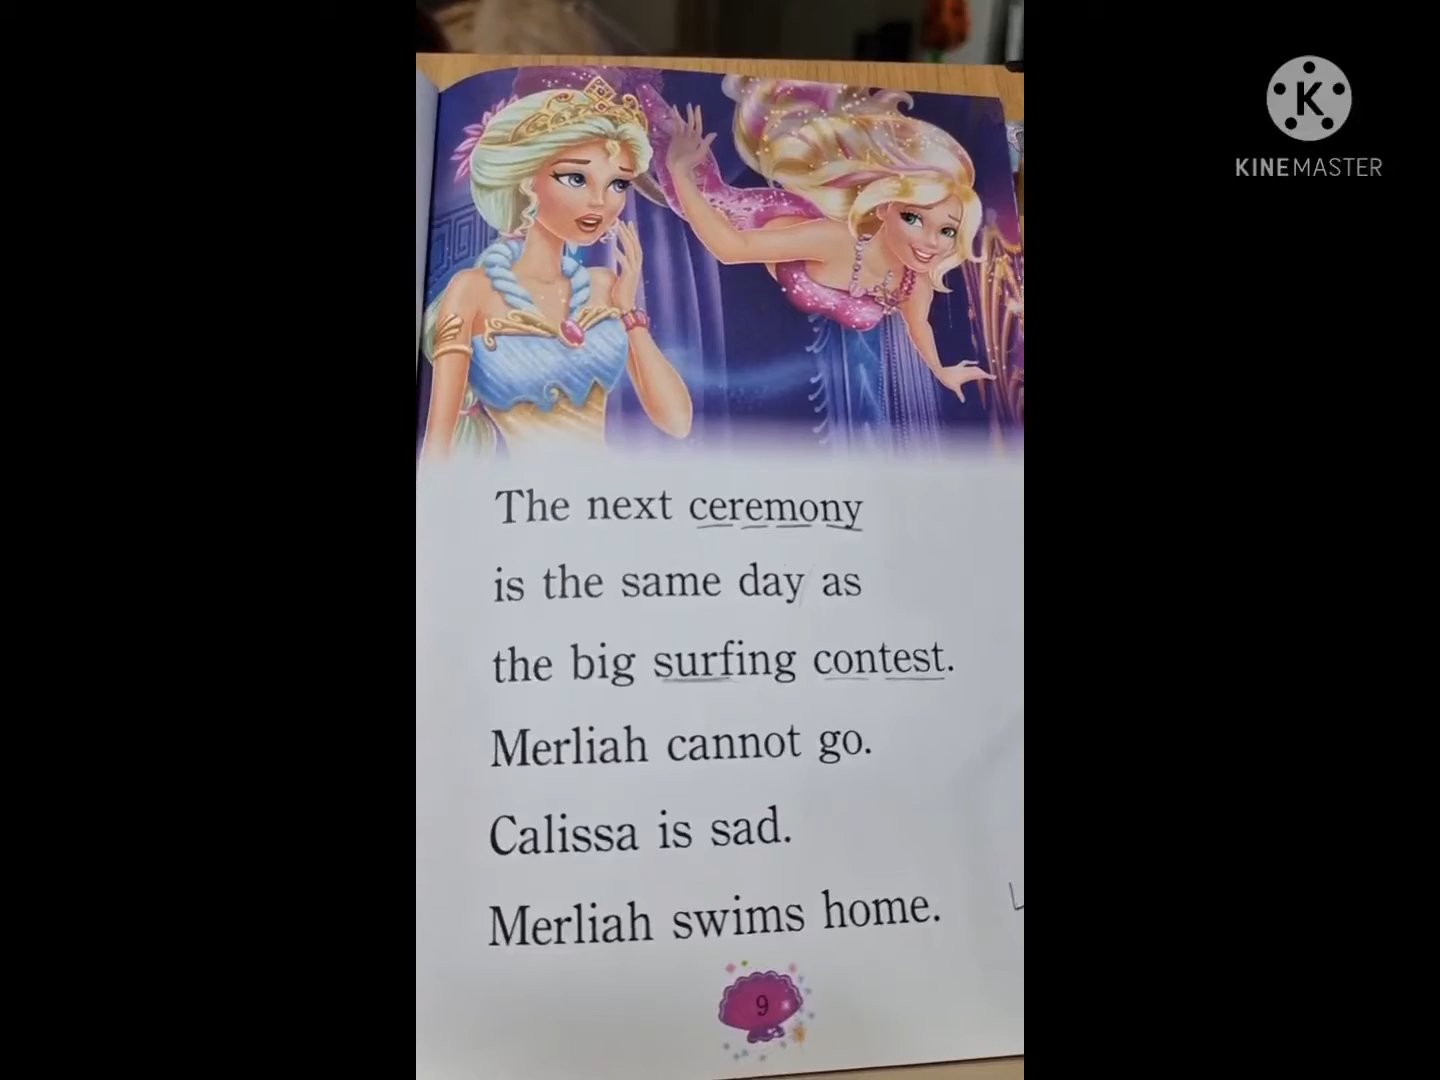 KINEMASTER
The next ceremony
is the same day as
the big surfing contest.
Merliah cannot go.
Calissa is sad.
Merliah swims home.
9